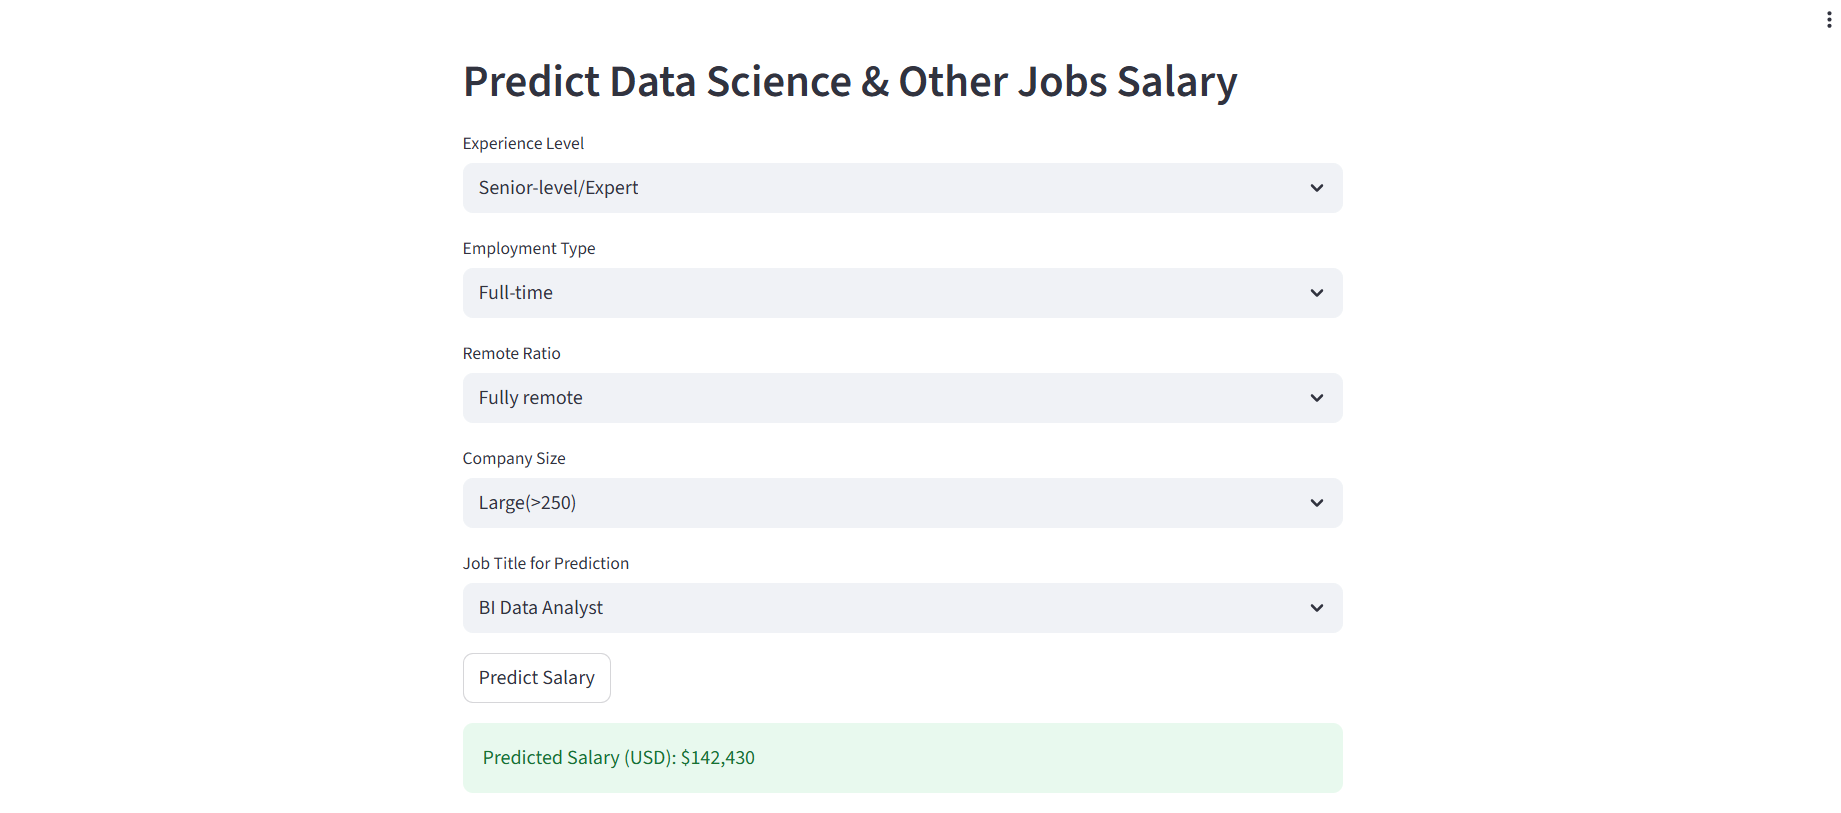 Predict Data Science & Other Jobs Salary
Experience Level
Senior-level/Expert
Employment Type
Full-time
Remote Ratio
Fully remote
Company Size
Large(>250)
Job Title for Prediction
BI Data Analyst
Predict Salary
Predicted Salary (USD): $142,430